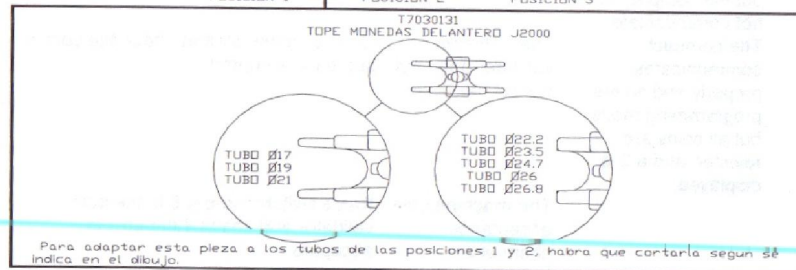 T7030131
TOPE MONEDAS DELANTERO J2000
TUBO Ø17
TUBO Ø19
TUBO Ø21
TUBO Ø22.2
TUBO Ø23.5
TUBO Ø24.7
TUBO Ø26
TUBO Ø26.8
Para adaptar esta pieza a los tubos de las posiciones 1 y 2, habra que cortarla segun se
indica en el dibujo.